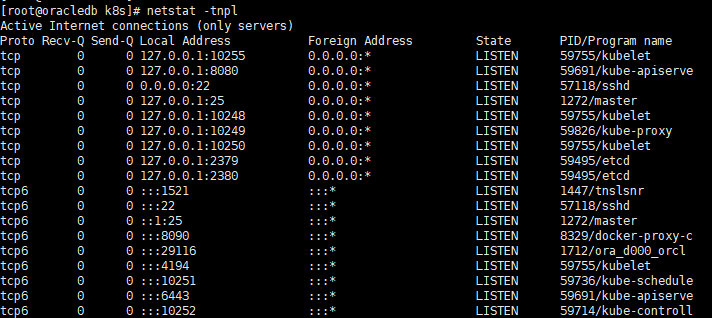 [root@oracledb k8s]# netstat -tnpl
Active Internet connections (only servers)
Proto Recv-Q Send-Q Local Address Foreign Address State PID/Program name
tcp 0 0 127.0.0.1:10255 0.0.0.0:* LISTEN 59755/kubelet
tcp 0 0 127.0.0.1:8080 0.0.0.0:* LISTEN 59691/kube-apiserve
tcp 0 0 0.0.0.0:22 0.0.0.0:* LISTEN 57118/sshd
tcp 0 0 127.0.0.1:25 0.0.0.0:* LISTEN 1272/master
tcp 0 0 127.0.0.1:10248 0.0.0.0:* LISTEN 59755/kubelet
tcp 0 0 127.0.0.1:10249 0.0.0.0:* LISTEN 59826/kube-proxy
tcp 0 0 127.0.0.1:10250 0.0.0.0:* LISTEN 59755/kubelet
tcp 0 0 127.0.0.1:2379 0.0.0.0:* LISTEN 59495/etcd
tcp 0 0 127.0.0.1:2380 0.0.0.0:* LISTEN 59495/etcd
tcp6 0 0 :::1521 :::* LISTEN 1447/tnslsnr
tcp6 0 0 :::22 :::* LISTEN 57118/sshd
tcp6 0 0 ::1:25 :::* LISTEN 1272/master
tcp6 0 0 :::8090 :::* LISTEN 8329/docker-proxy-c
tcp6 0 0 :::29116 :::* LISTEN 1712/ora_d000_orcl
tcp6 0 0 :::4194 :::* LISTEN 59755/kubelet
tcp6 0 0 :::10251 :::* LISTEN 59736/kube-schedule
tcp6 0 0 :::6443 :::* LISTEN 59691/kube-apiserve
tcp6 0 0 :::10252 :::* LISTEN 59714/kube-controll